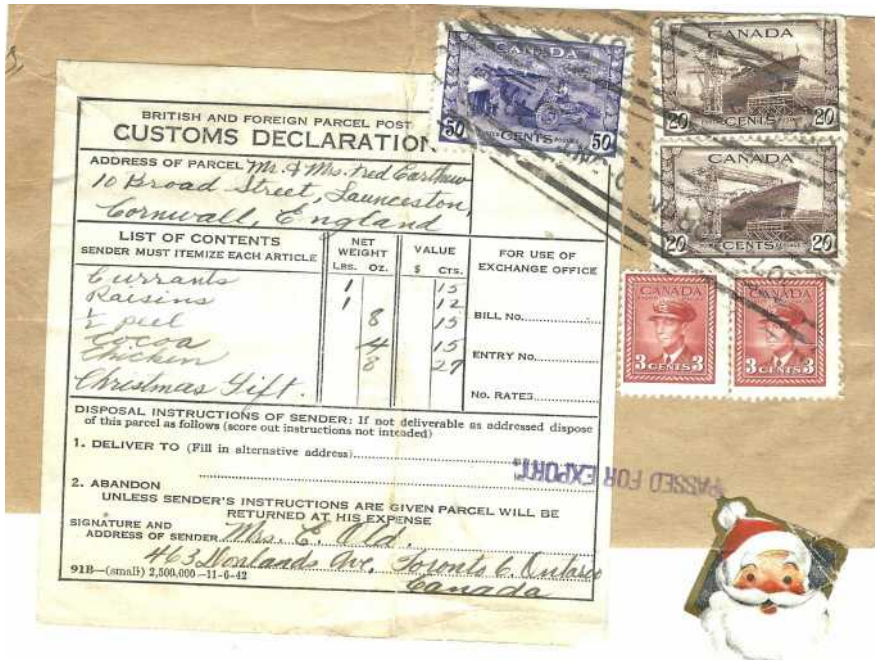 BRITISH AND FOREIGN PARCEL POST
CUSTOMS DECLARATION
ADDRESS OF PARCEL Mr. & Mrs. Fred
10 Broad Street, Launceston,
Cornwall, England
LIST OF CONTENTS
SENDER MUST ITEMIZE EACH ARTICLE
NET WEIGHT
LBS. OZ.
VALUE
$ CTS.
FOR USE OF EXCHANGE OFFICE
Currants 1 15
Raisins 1 12
½ peel 8 15
Cocoa 4 15
Chicken 8 27
Christmas Gift.
BILL No.
ENTRY No.
No. RATES
DISPOSAL INSTRUCTIONS OF SENDER: If not deliverable as addressed dispose
of this parcel as follows (score out instructions not intended)
1. DELIVER TO (Fill in alternative address)
2. ABANDON
UNLESS SENDER'S INSTRUCTIONS ARE GIVEN PARCEL WILL BE
RETURNED AT HIS EXPENSE
SIGNATURE AND
ADDRESS OF SENDER Mrs. E. Old.
463 Ave, Toronto 6. Ontario
Canada
91B—(small) 2,500,000—11-6-42
CANADA
50 CENTS 50
CANADA
20 CENTS 20
CANADA
20 CENTS 20
CANADA
3 CENTS 3
CANADA
3 CENTS 3
PASSED FOR EXPORT